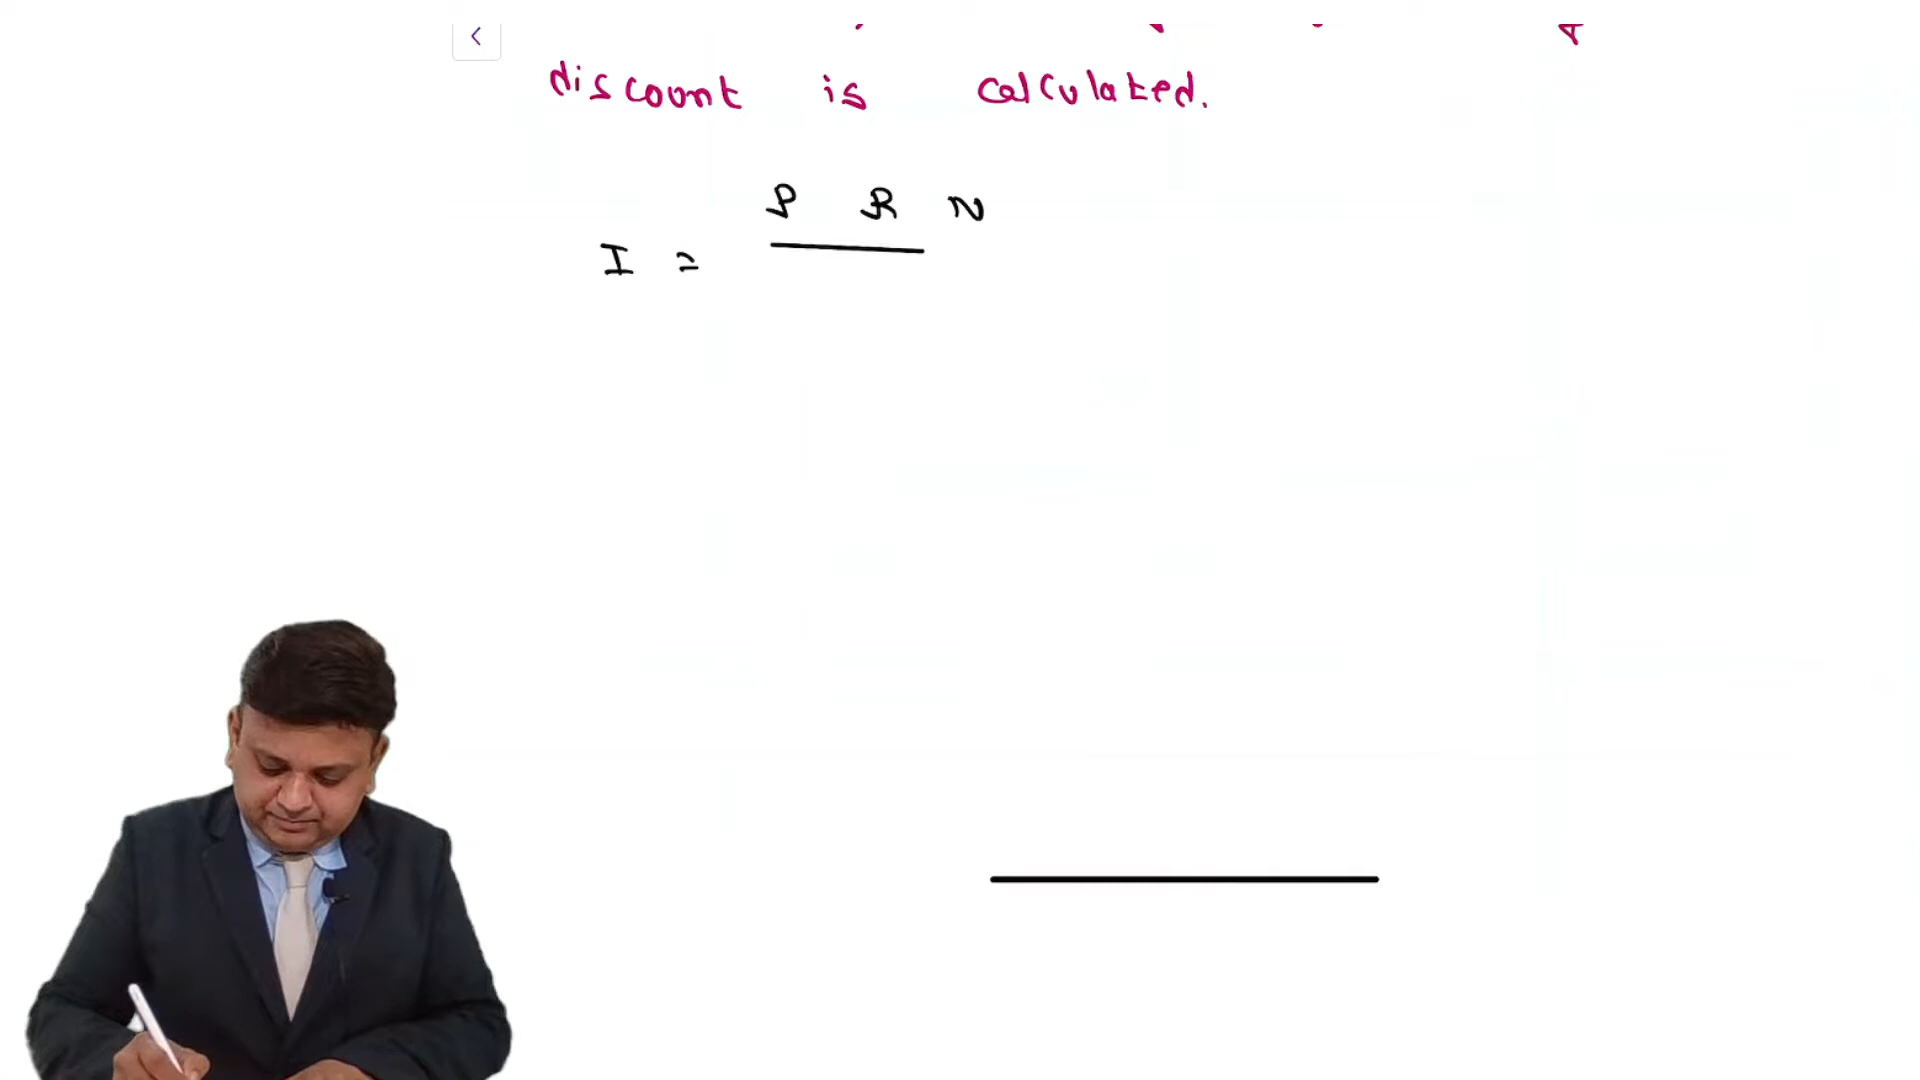 discount is calculated.
P R N
I =